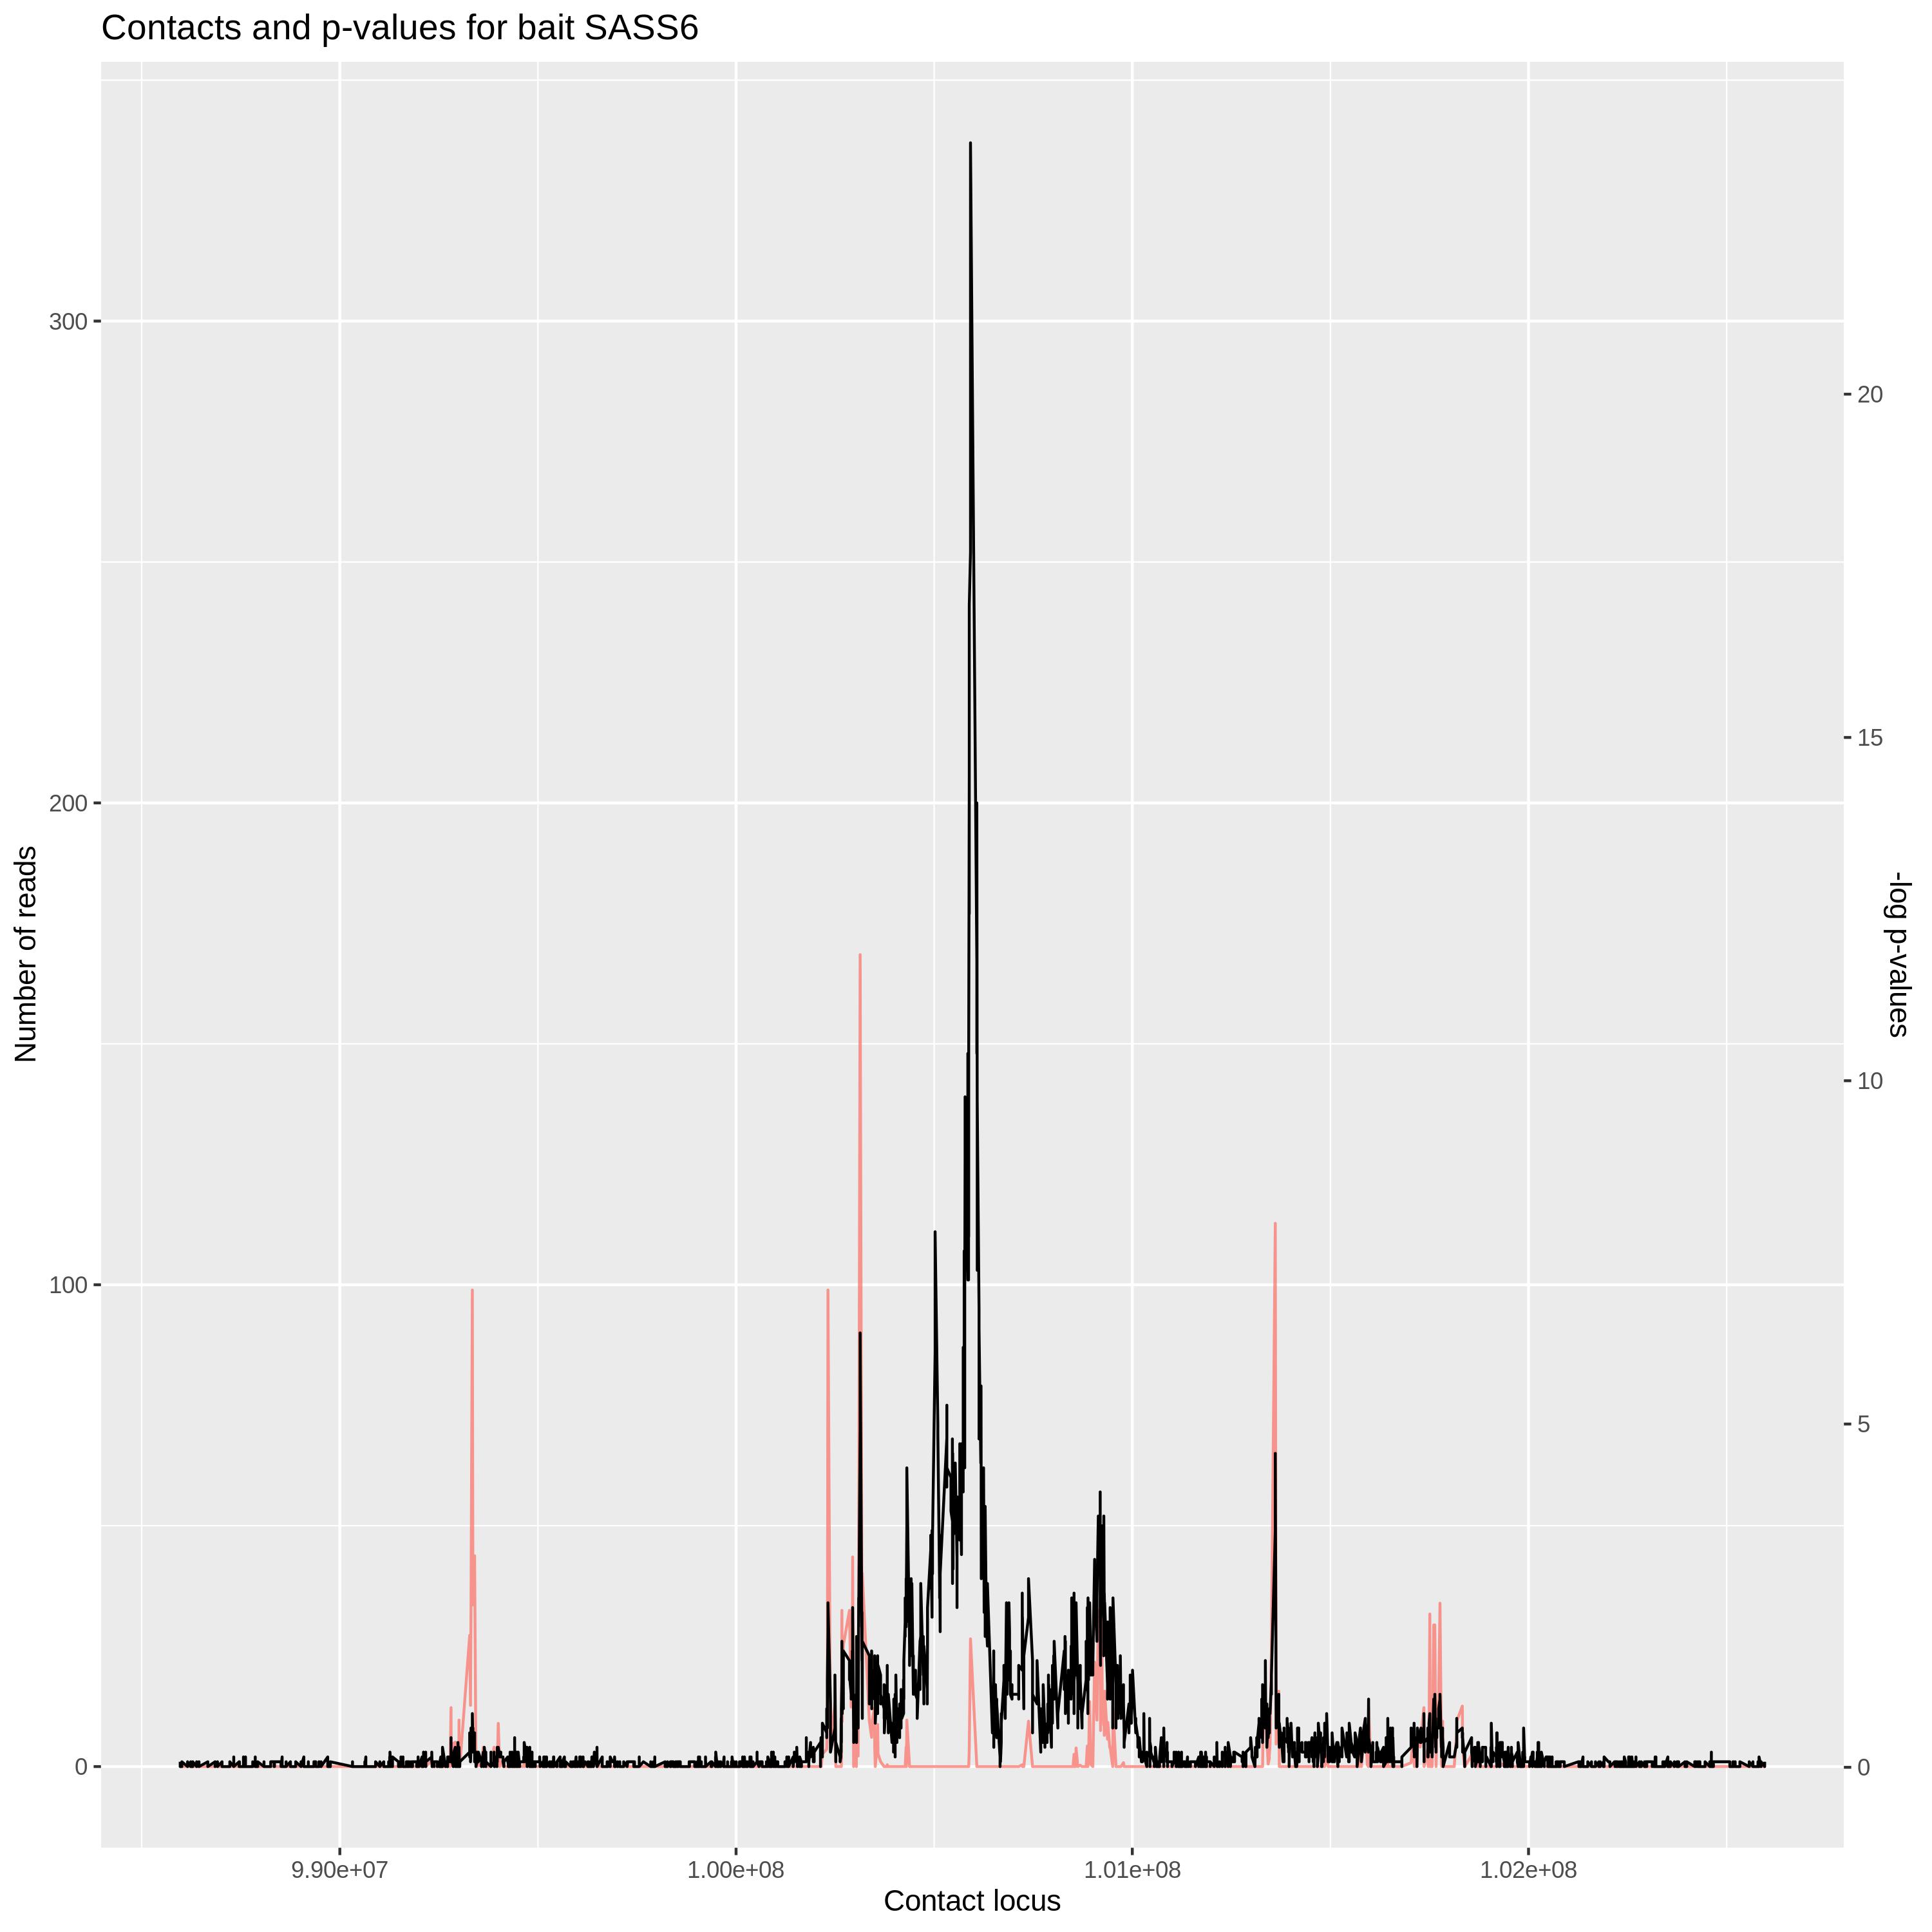 Contacts and p-values for bait SASS6
Number of reads
300
200
100
0
20
15
10
5
0
-log p-values
9.90e+07
1.00e+08
1.01e+08
1.02e+08
Contact locus